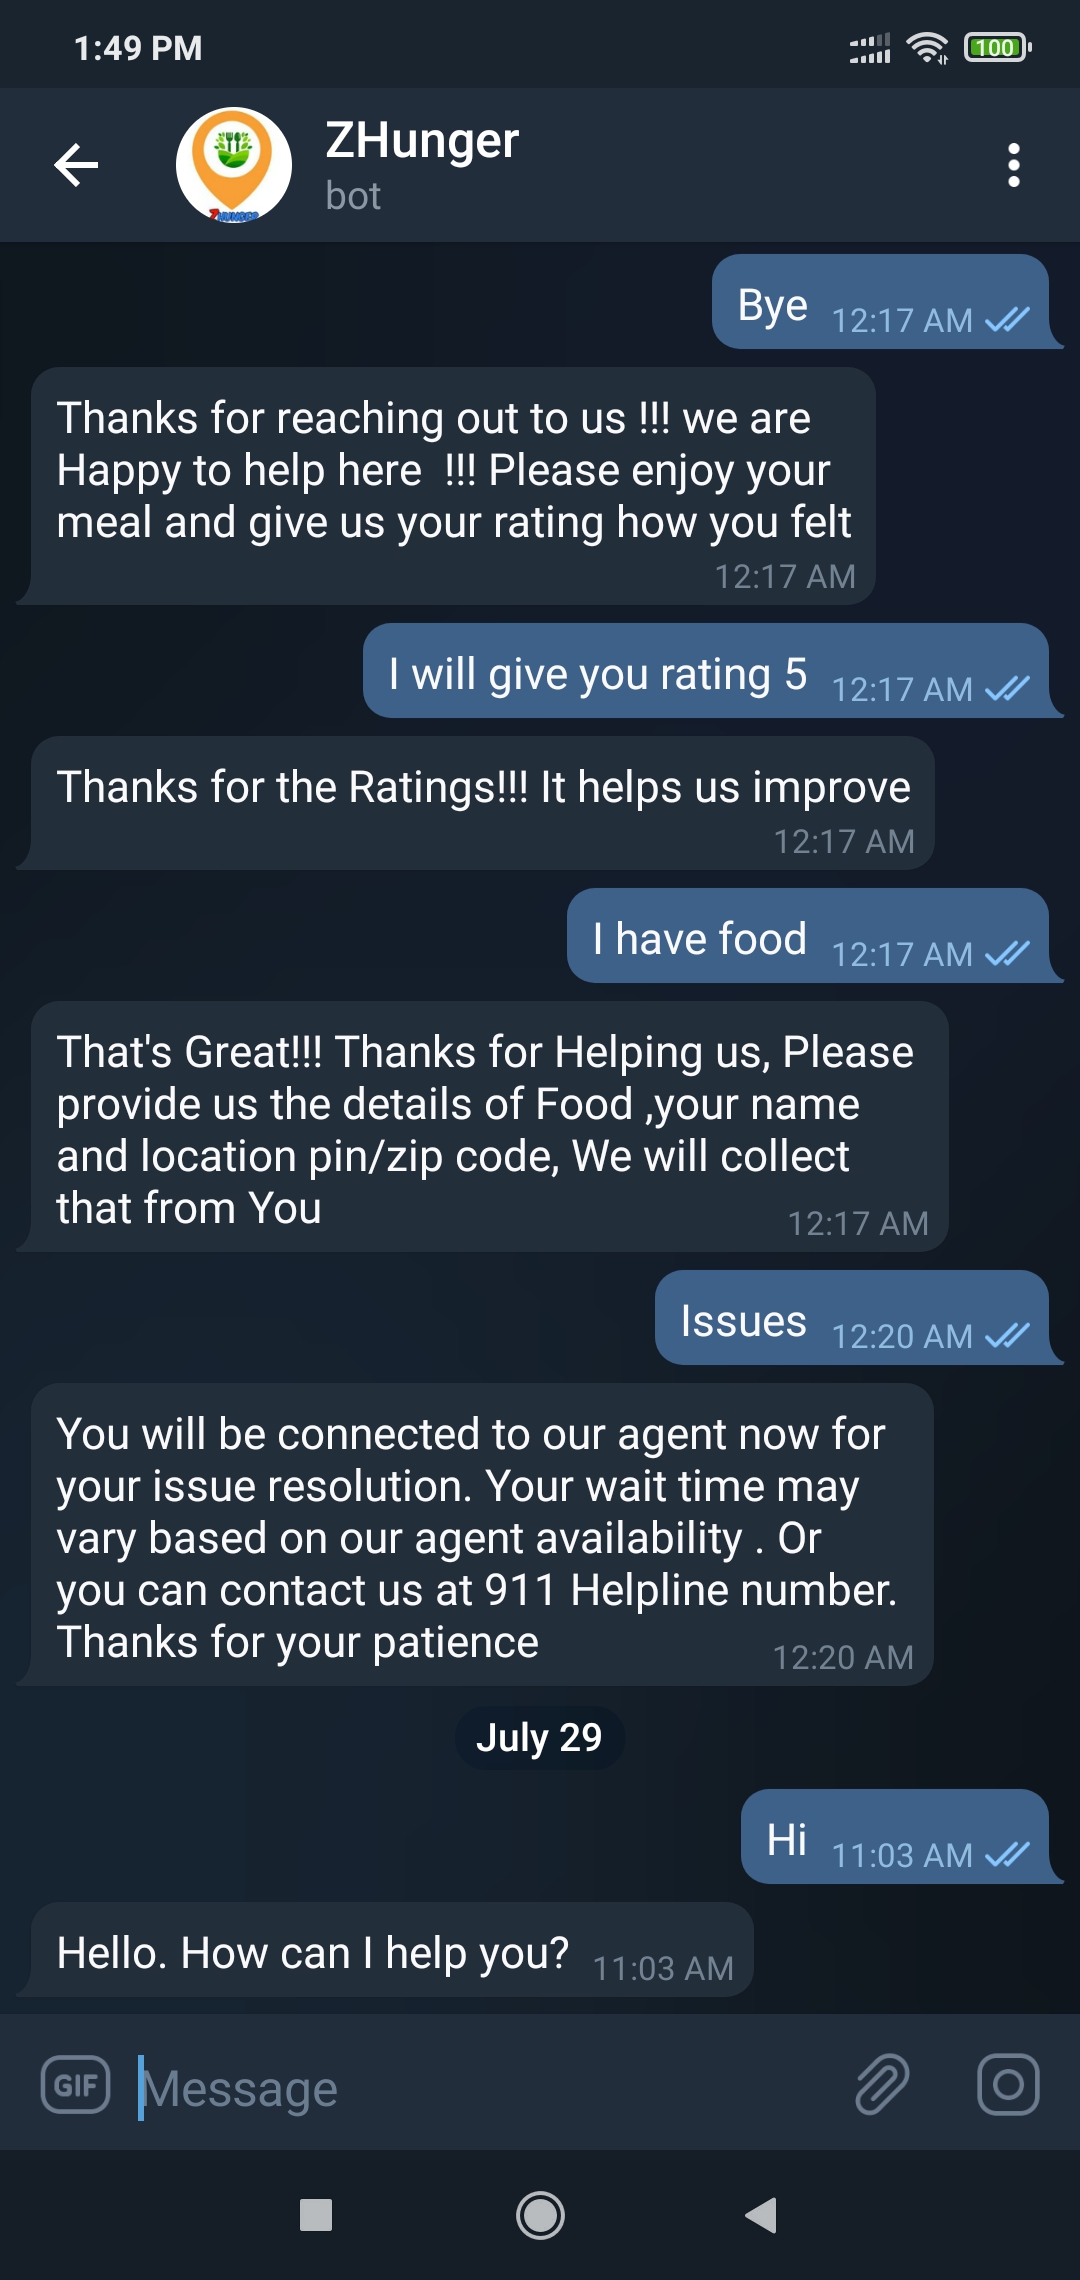 1:49 PM
100
ZHunger
bot
ZHUNGER
Bye 12:17 AM
Thanks for reaching out to us !!! we are
Happy to help here  !!! Please enjoy your
meal and give us your rating how you felt
12:17 AM
I will give you rating 5 12:17 AM
Thanks for the Ratings!!! It helps us improve
12:17 AM
I have food 12:17 AM
That's Great!!! Thanks for Helping us, Please
provide us the details of Food ,your name
and location pin/zip code, We will collect
that from You
12:17 AM
Issues 12:20 AM
You will be connected to our agent now for
your issue resolution. Your wait time may
vary based on our agent availability . Or
you can contact us at 911 Helpline number.
Thanks for your patience
12:20 AM
July 29
Hi 11:03 AM
Hello. How can I help you? 11:03 AM
GIF Message